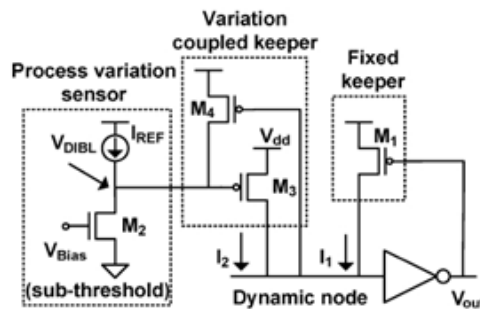 Variation
coupled keeper
Fixed
keeper
Process variation
sensor
M4
M1
IREF
VDIBL
Vdd
M3
M2
VBias
I2
I1
(sub-threshold)
Dynamic node
Vou